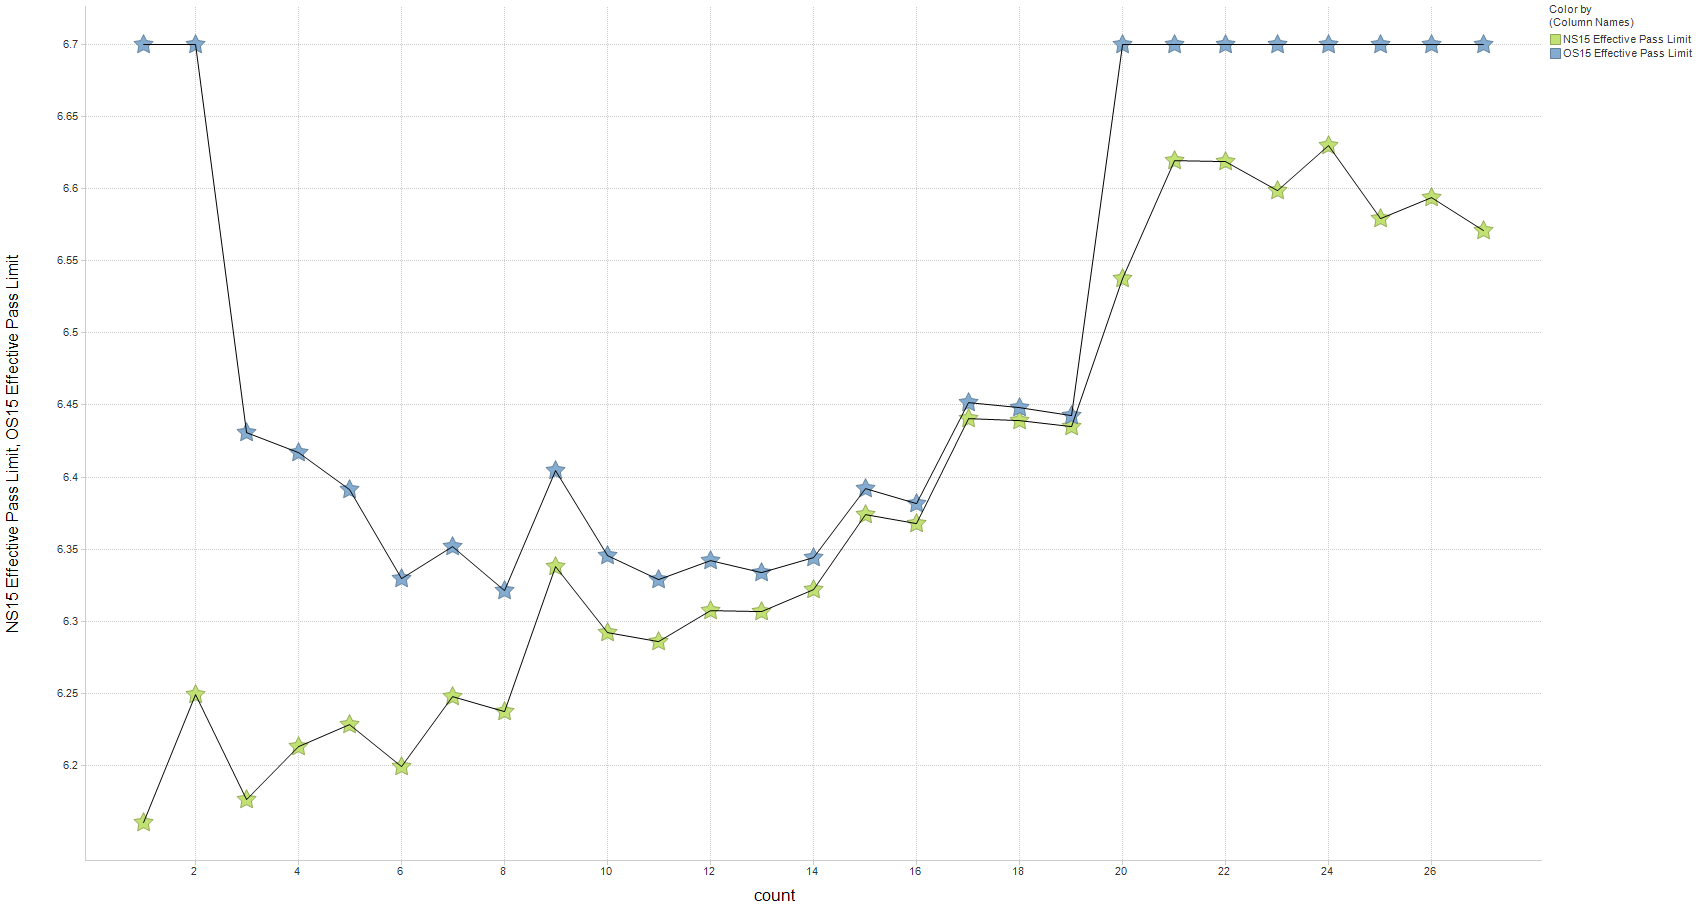 Color by
(Column Names)
NS15 Effective Pass Limit
OS15 Effective Pass Limit
NS15 Effective Pass Limit, OS15 Effective Pass Limit
6.7
6.65
6.6
6.55
6.5
6.45
6.4
6.35
6.3
6.25
6.2
2 4 6 8 10 12 14 16 18 20 22 24 26
count